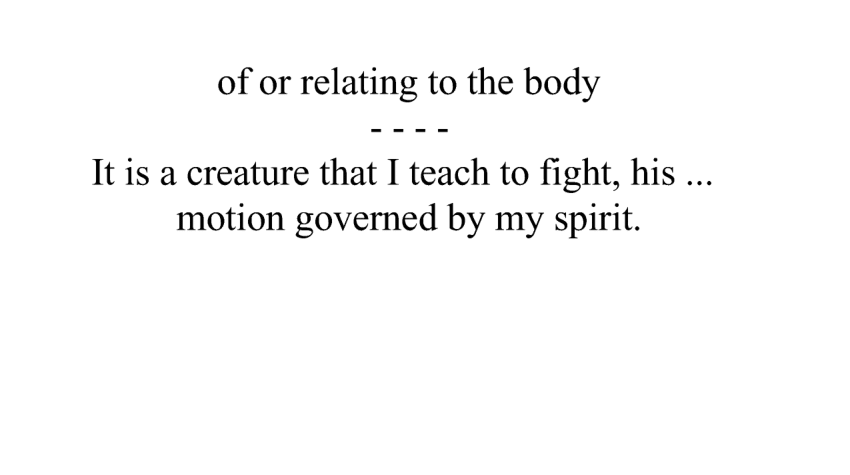 of or relating to the body
- - - -
It is a creature that I teach to fight, his ...
motion governed by my spirit.